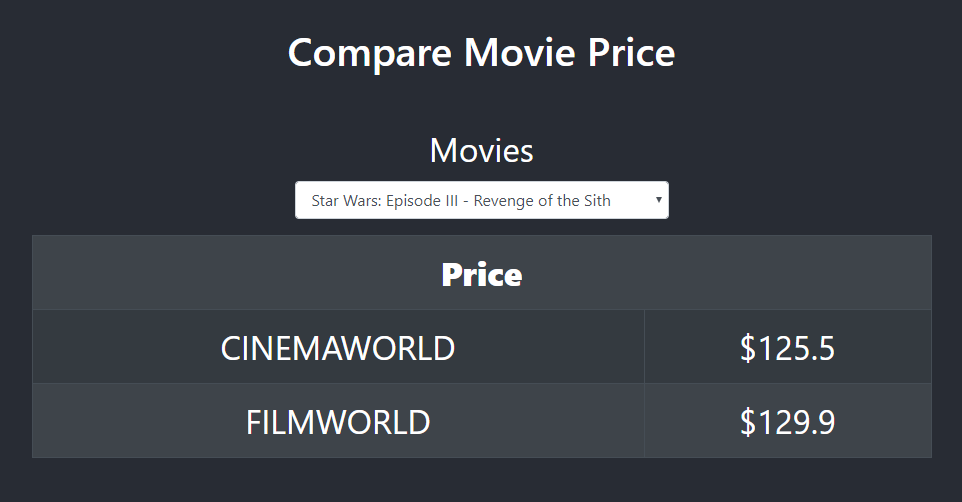 Compare Movie Price
Movies
Star Wars: Episode III - Revenge of the Sith
Price
CINEMAWORLD $125.5
FILMWORLD $129.9